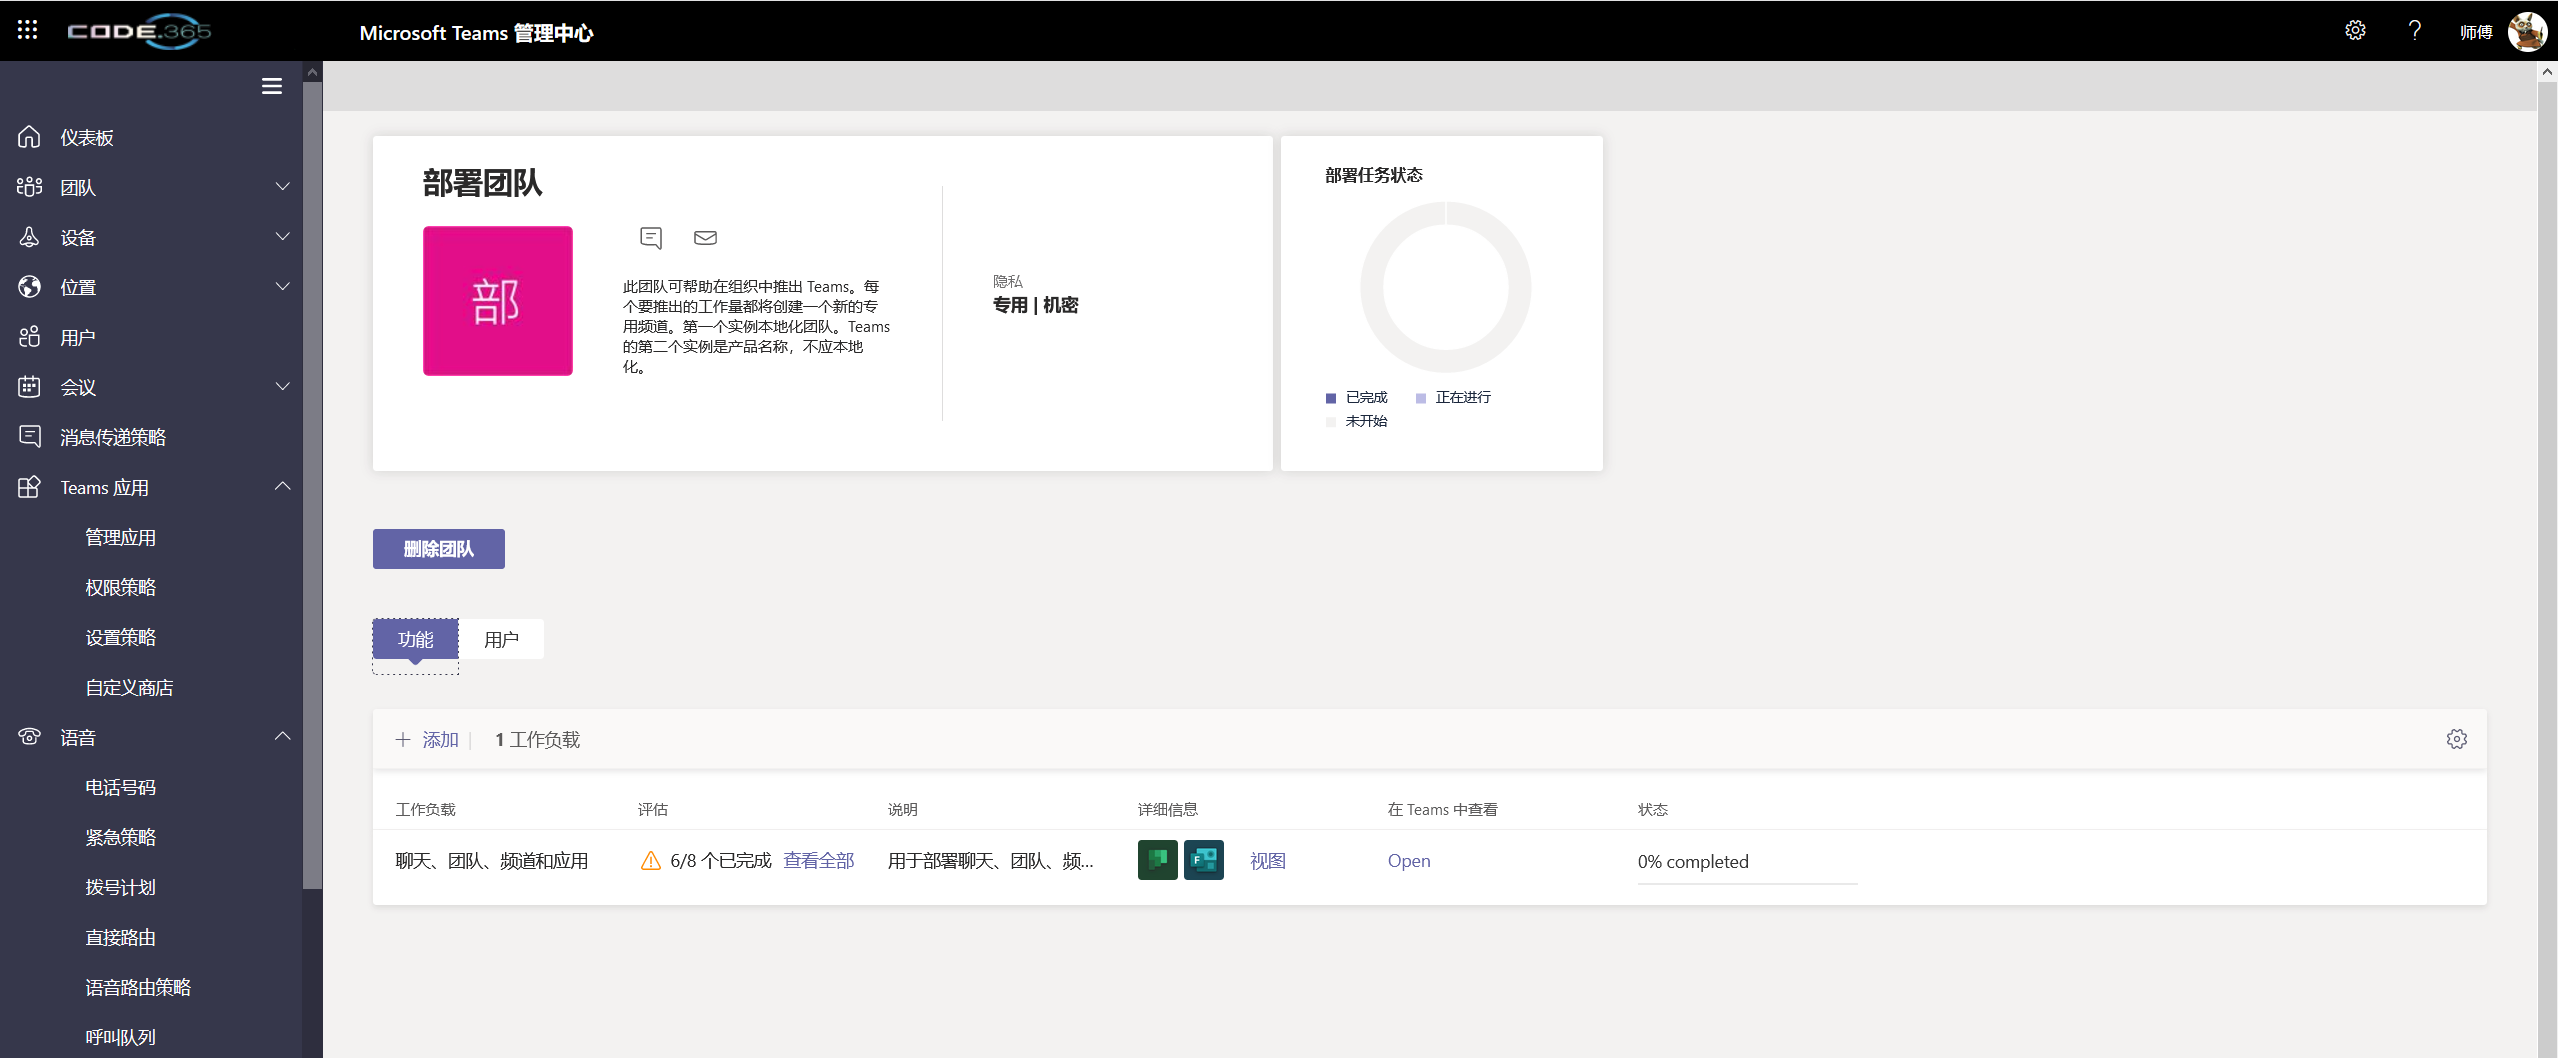 CODE.365
Microsoft Teams 管理中心
师傅
仪表板
团队
设备
位置
用户
会议
消息传递策略
Teams 应用
管理应用
权限策略
设置策略
自定义商店
语音
电话号码
紧急策略
拨号计划
直接路由
语音路由策略
呼叫队列
部署团队
部
此团队可帮助在组织中推出 Teams。每
个要推出的工作量都将创建一个新的专
用频道。第一个实例本地化团队。Teams
的第二个实例是产品名称，不应本地
化。
隐私
专用 | 机密
部署任务状态
已完成 正在进行
未开始
删除团队
功能 用户
添加 | 1 工作负载
工作负载 评估 说明 详细信息 在 Teams 中查看 状态
聊天、团队、频道和应用 6/8 个已完成 查看全部 用于部署聊天、团队、频... F 视图 Open 0% completed